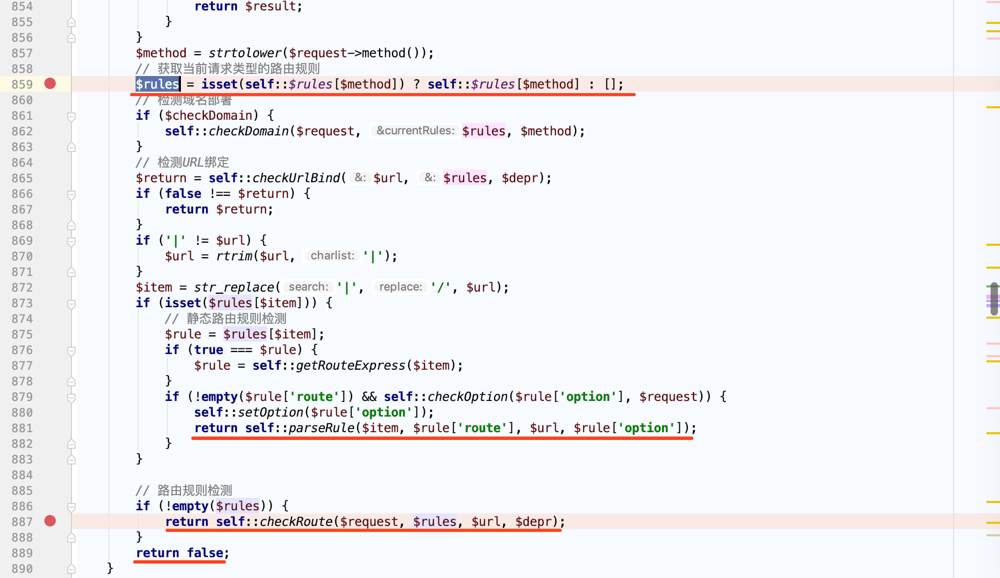 854 return $result;
855 }
856 }
857 $method = strtolower($request->method());
858 // 获取当前请求类型的路由规则
859 $rules = isset(self::$rules[$method]) ? self::$rules[$method] : [];
860 // 检测域名部署
861 if ($checkDomain) {
862 self::checkDomain($request, &currentRules: $rules, $method);
863 }
864 // 检测URL绑定
865 $return = self::checkUrlBind( &: $url, &: $rules, $depr);
866 if (false !== $return) {
867 return $return;
868 }
869 if ('|' != $url) {
870 $url = rtrim($url, charlist: '|');
871 }
872 $item = str_replace( search: '|', replace: '/', $url);
873 if (isset($rules[$item])) {
874 // 静态路由规则检测
875 $rule = $rules[$item];
876 if (true === $rule) {
877 $rule = self::getRouteExpress($item);
878 }
879 if (!empty($rule['route']) && self::checkOption($rule['option'], $request)) {
880 self::setOption($rule['option']);
881 return self::parseRule($item, $rule['route'], $url, $rule['option']);
882 }
883 }
884
885 // 路由规则检测
886 if (!empty($rules)) {
887 return self::checkRoute($request, $rules, $url, $depr);
888 }
889 return false;
890 }